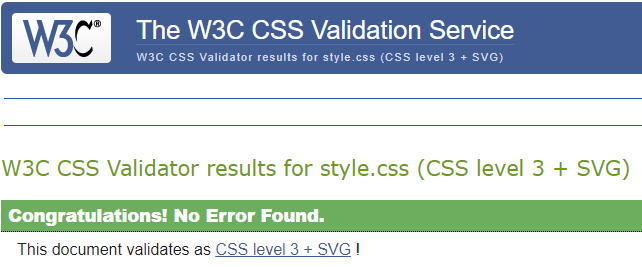 W3C® The W3C CSS Validation Service
W3C CSS Validator results for style.css (CSS level 3 + SVG)
W3C CSS Validator results for style.css (CSS level 3 + SVG)
Congratulations! No Error Found.
This document validates as CSS level 3 + SVG !